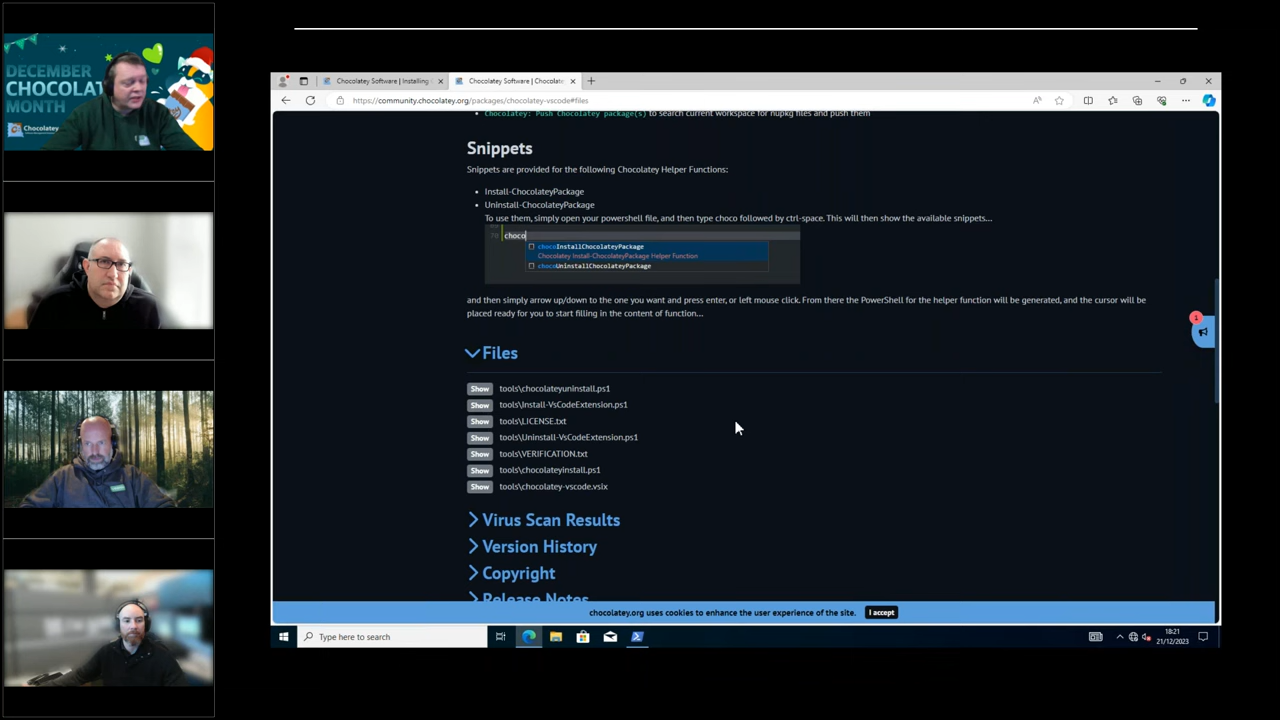 DECEMBER
CHOCOLAT
MONTH
Chocolatey
Chocolatey Software | Installing
Chocolatey Software | Chocolate
https://community.chocolatey.org/packages/chocolatey-vscode#files
Chocolatey: Push Chocolatey package(s) to search current workspace for nupkg files and push them
Snippets
Snippets are provided for the following Chocolatey Helper Functions:
Install-ChocolateyPackage
Uninstall-ChocolateyPackage
To use them, simply open your powershell file, and then type choco followed by ctrl-space. This will then show the available snippets...
choco
chocoInstallChocolateyPackage
Chocolatey Install-ChocolateyPackage Helper Function
chocoUninstallChocolateyPackage
and then simply arrow up/down to the one you want and press enter, or left mouse click. From there the PowerShell for the helper function will be generated, and the cursor will be
placed ready for you to start filling in the content of function...
1
Files
Show tools\chocolateyuninstall.ps1
Show tools\Install-VsCodeExtension.ps1
Show tools\LICENSE.txt
Show tools\Uninstall-VsCodeExtension.ps1
Show tools\VERIFICATION.txt
Show tools\chocolateyinstall.ps1
Show tools\chocolatey-vscode.vsix
Virus Scan Results
Version History
Copyright
Release Notes
chocolatey.org uses cookies to enhance the user experience of the site. I accept
Type here to search
18:21
21/12/2023